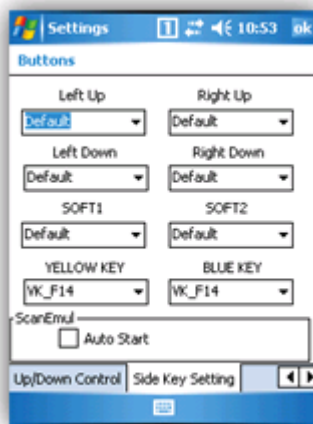 Settings 1 10:53 ok
Buttons
Left Up Right Up
Default Default
Left Down Right Down
Default Default
SOFT1 SOFT2
Default Default
YELLOW KEY BLUE KEY
VK_F14 VK_F14
ScanEmul
Auto Start
Up/Down Control Side Key Setting